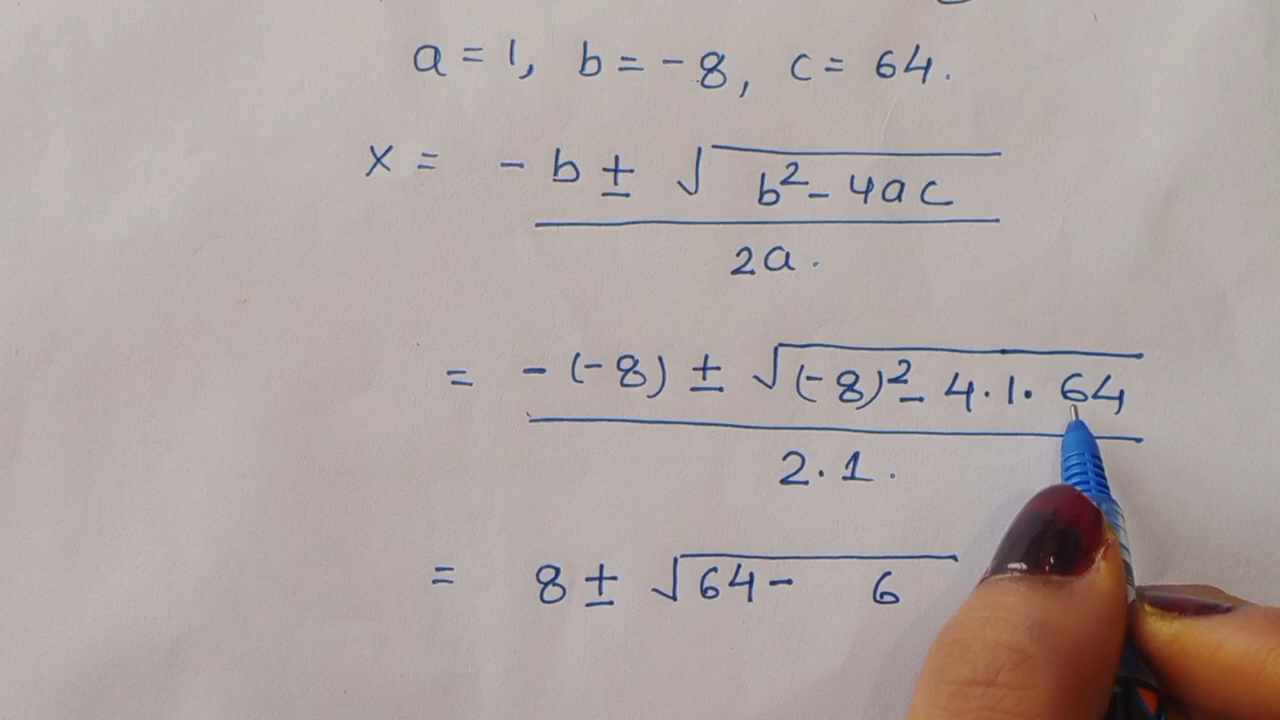 a = 1, b = -8, c = 64.
x = -b ± √(b² - 4ac)
2a.
= -(-8) ± √((-8)² - 4·1·64)
2·1.
= 8 ± √(64 - 6